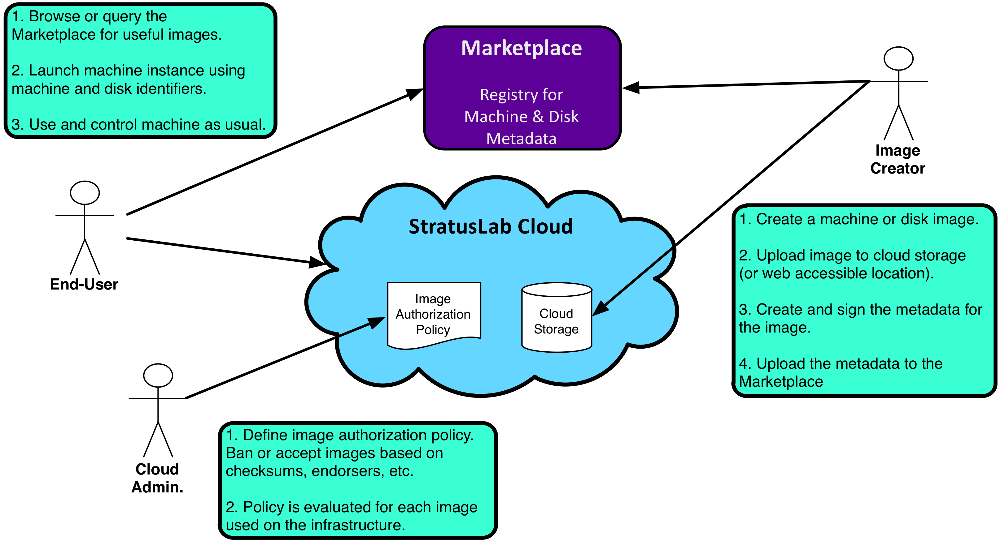 1. Browse or query the
Marketplace for useful images.
2. Launch machine instance using
machine and disk identifiers.
3. Use and control machine as usual.
Marketplace
Registry for
Machine & Disk
Metadata
Image
Creator
End-User
StratusLab Cloud
Image
Authorization
Policy
Cloud
Storage
1. Create a machine or disk image.
2. Upload image to cloud storage
(or web accessible location).
3. Create and sign the metadata for
the image.
4. Upload the metadata to the
Marketplace
Cloud
Admin.
1. Define image authorization policy.
Ban or accept images based on
checksums, endorsers, etc.
2. Policy is evaluated for each image
used on the infrastructure.